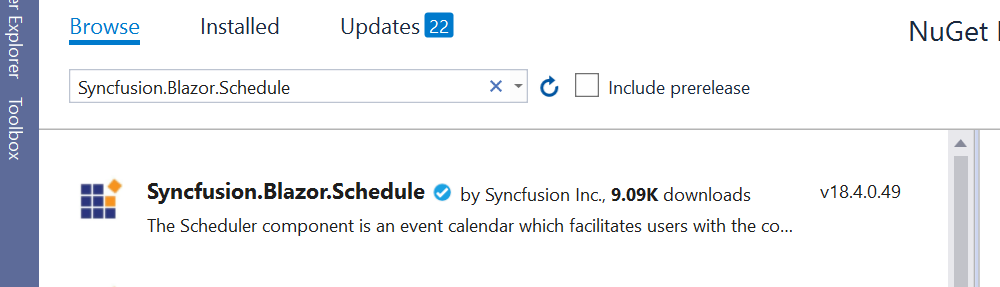 Browse Installed Updates 22
NuGet
Syncfusion.Blazor.Schedule
Include prerelease
er Explorer
Toolbox
Syncfusion.Blazor.Schedule by Syncfusion Inc., 9.09K downloads v18.4.0.49
The Scheduler component is an event calendar which facilitates users with the co...